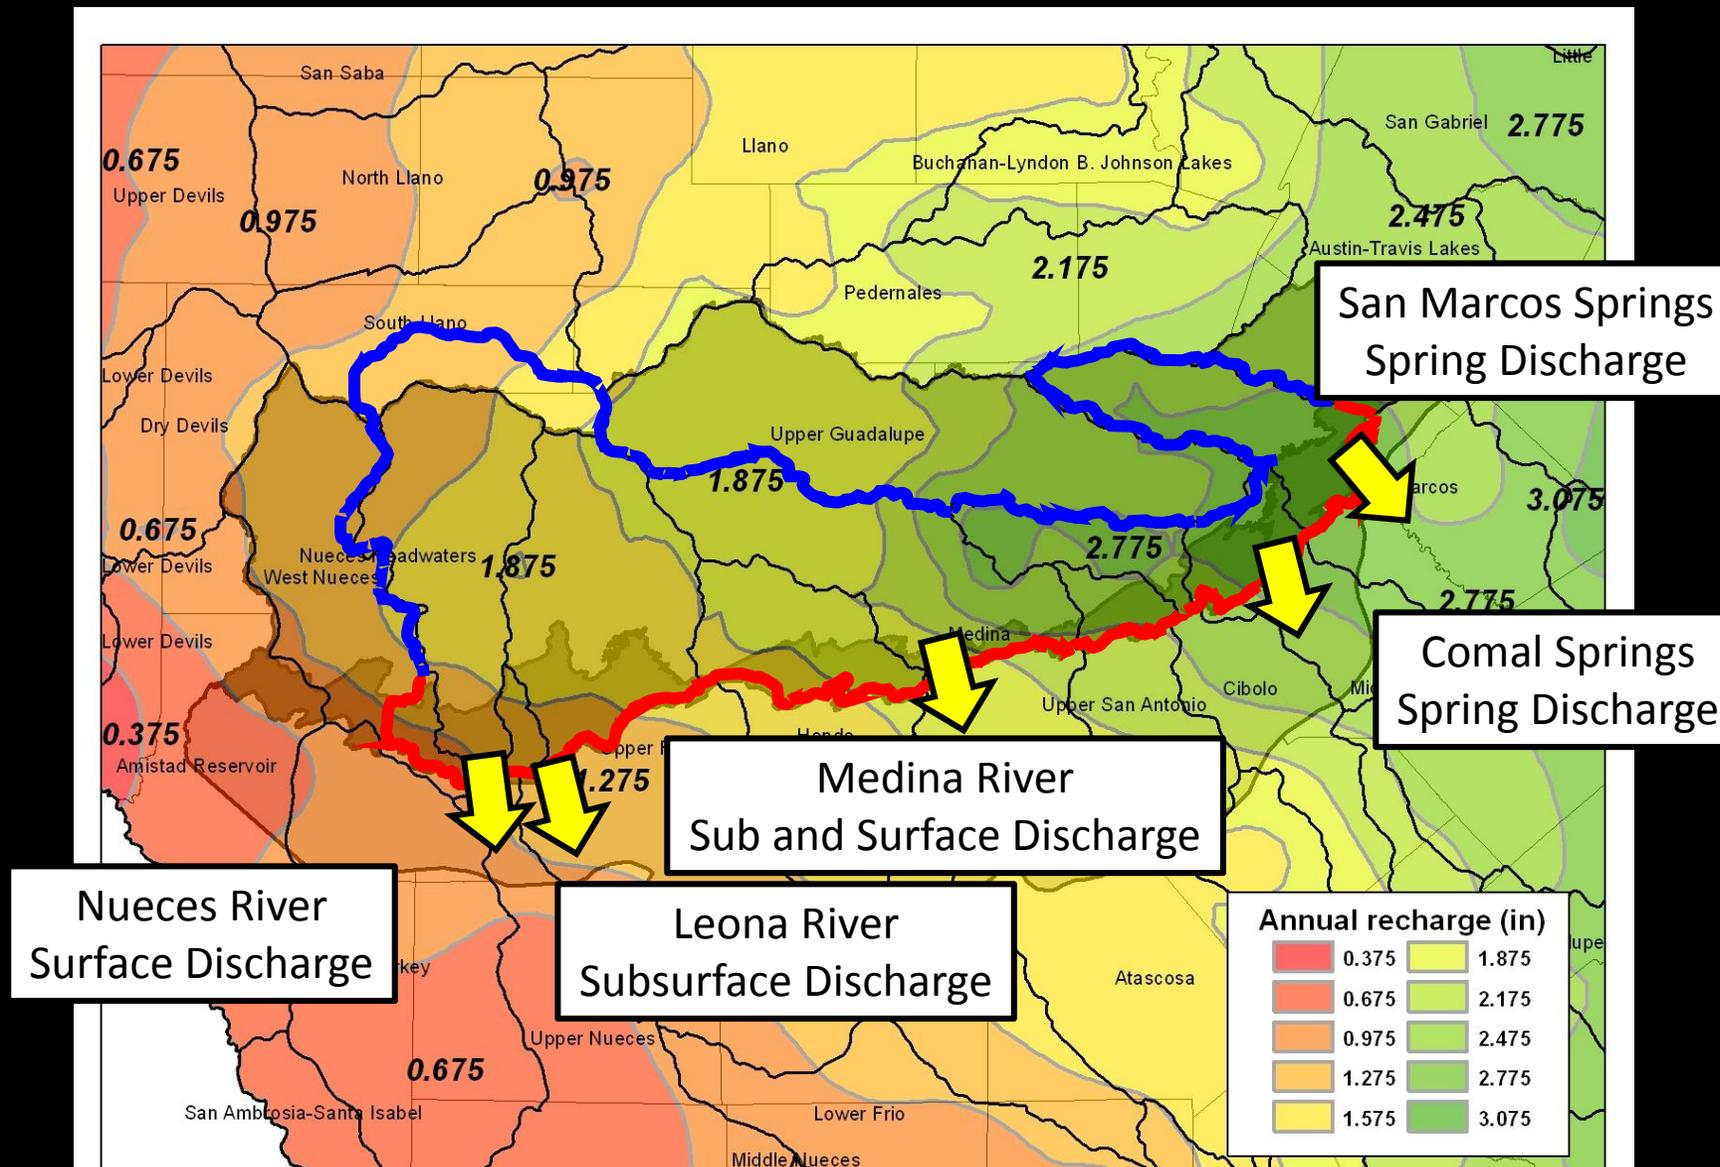 Little
San Saba
San Gabriel
2.775
Llano
0.675
Buchanan-Lyndon B. Johnson Lakes
North Llano
0.975
Upper Devils
0.975
2.475
Austin-Travis Lakes
2.175
Pedernales
San Marcos Springs
Spring Discharge
South Llano
Lower Devils
Dry Devils
Upper Guadalupe
1.875
3.075
0.675
2.775
Nueces Headwaters
1.875
Lower Devils
West Nueces
2.775
Lower Devils
Medina
Comal Springs
Spring Discharge
Cibolo
Upper San Antonio
0.375
Hondo
Upper
Amistad Reservoir
1.275
Medina River
Sub and Surface Discharge
Nueces River
Surface Discharge
Leona River
Subsurface Discharge
Annual recharge (in)
0.375 1.875
0.675 2.175
0.975 2.475
1.275 2.775
1.575 3.075
Atascosa
Upper Nueces
0.675
San Ambrosia-Santa Isabel
Lower Frio
Middle Nueces